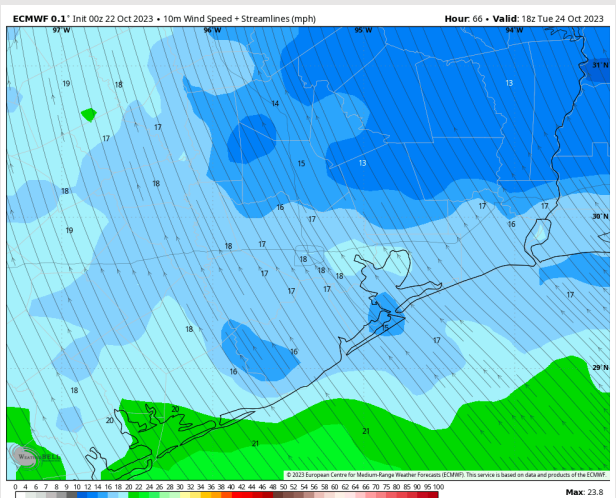 ECMWF 0.1° Init 00z 22 Oct 2023 • 10m Wind Speed + Streamlines (mph)
Hour: 66 • Valid: 18z Tue 24 Oct 2023
97°W 96°W 95°W 94°W
31°N
19 18 13
14
17
17
15 13
18 18
16 17 17
17 16
30°N
19
18 17
18
18 18
17
17 17 17
18 15
17
16
29°N
16
18
20
20
21
21
WeatherBELL
© 2023 European Centre for Medium-Range Weather Forecasts (ECMWF). This service is based on data and products of the ECMWF.
0 4 6 7 8 9 10 12 14 16 18 20 24 26 28 30 32 34 36 38 40 42 44 46 48 50 52 54 56 58 60 62 64 66 68 70 75 80 85 90 95 100
Max: 23.8